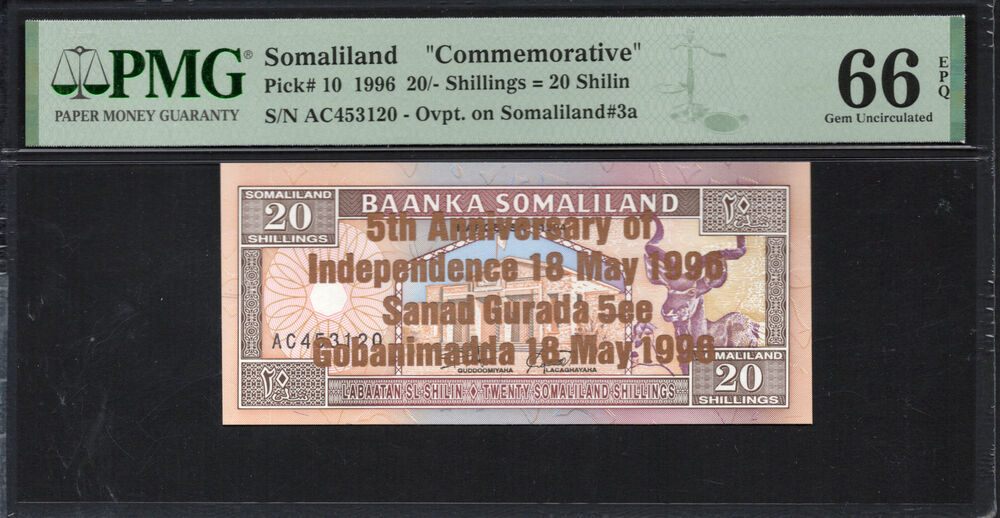 PMG®
PAPER MONEY GUARANTY
Somaliland "Commemorative"
Pick# 10 1996 20/- Shillings = 20 Shilin
S/N AC453120 - Ovpt. on Somaliland#3a
66 EPQ
Gem Uncirculated
SOMALILAND
20
SHILLINGS
BAANKA SOMALILAND
٢٠
5th Anniversary of
Independence 18 May 1996
Sanad Gurada 5ee
Gobanimadda 18 May 1996
AC453120
GUDDOOMIYAHA LACAGHAYAHA
٢٠
LABAATAN SL SHILIN ◇ TWENTY SOMALILAND SHILLINGS
SOMALILAND
20
SHILLINGS